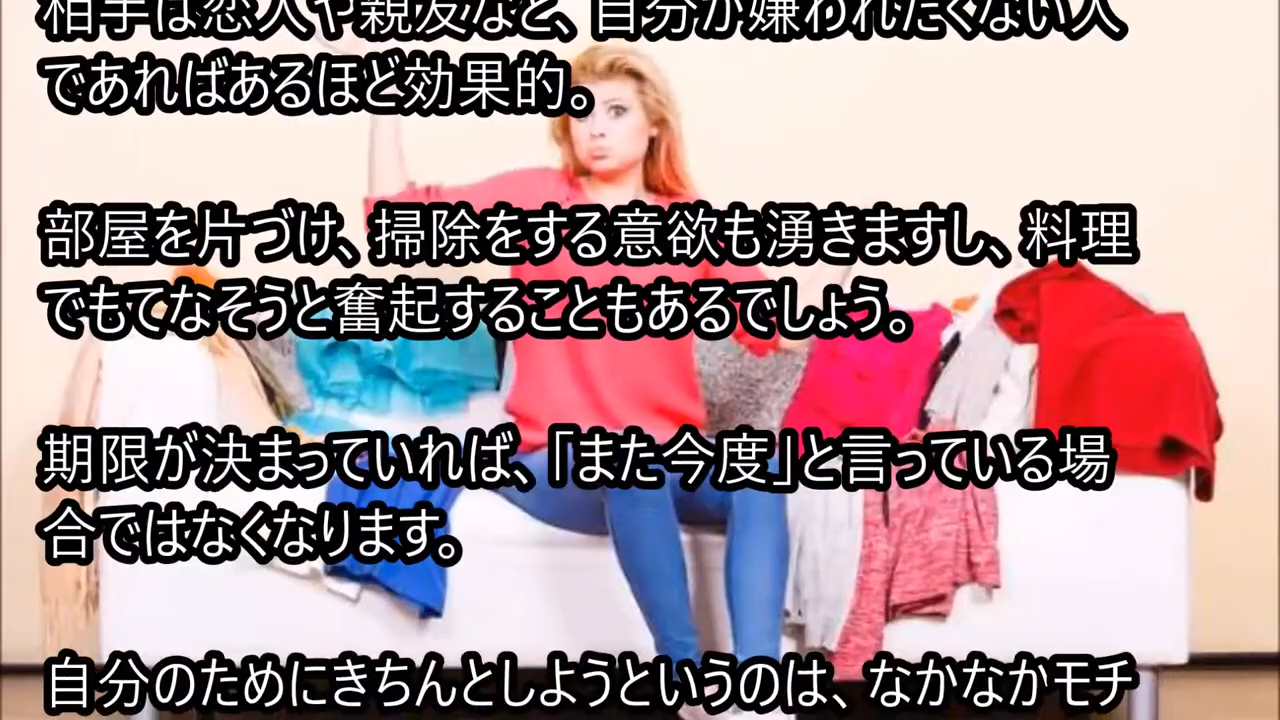 相手は恋人や親友など、自分が嫌われたくない人
であればあるほど効果的。
部屋を片づけ、掃除をする意欲も湧きますし、料理
でもてなそうと奮起することもあるでしょう。
期限が決まっていれば、「また今度」と言っている場
合ではなくなります。
自分のためにきちんとしようというのは、なかなかモチ